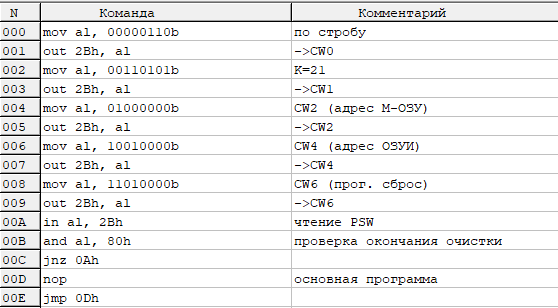 N Команда Комментарий
000 mov al, 00000110b по стробу
001 out 2Bh, al ->CW0
002 mov al, 00110101b K=21
003 out 2Bh, al ->CW1
004 mov al, 01000000b CW2 (адрес М-ОЗУ)
005 out 2Bh, al ->CW2
006 mov al, 10010000b CW4 (адрес ОЗУИ)
007 out 2Bh, al ->CW4
008 mov al, 11010000b CW6 (прог. сброс)
009 out 2Bh, al ->CW6
00A in al, 2Bh чтение PSW
00B and al, 80h проверка окончания очистки
00C jnz 0Ah
00D nop основная программа
00E jmp 0Dh